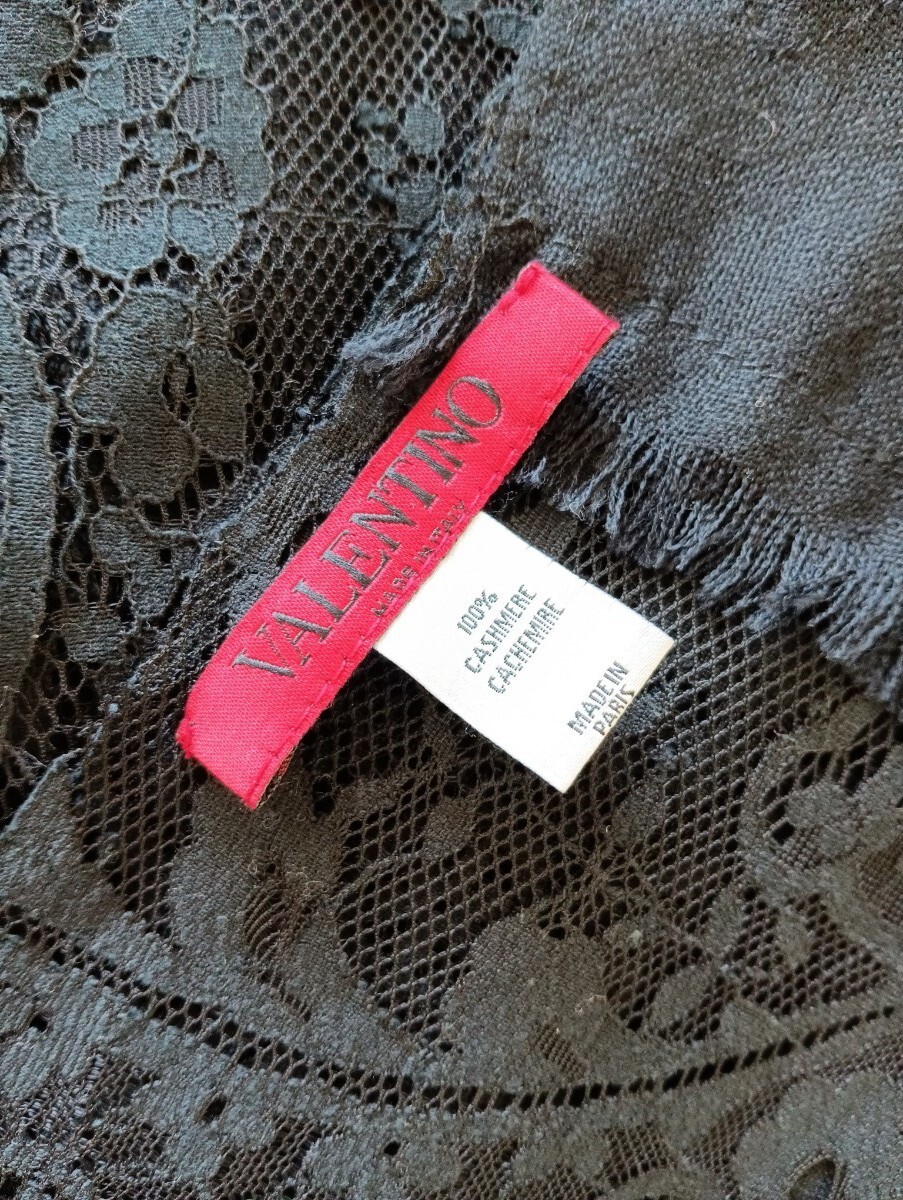 VALENTINO
MADE IN ITALY
100%
CASHMERE
CACHEMIRE
MADE IN
PARIS